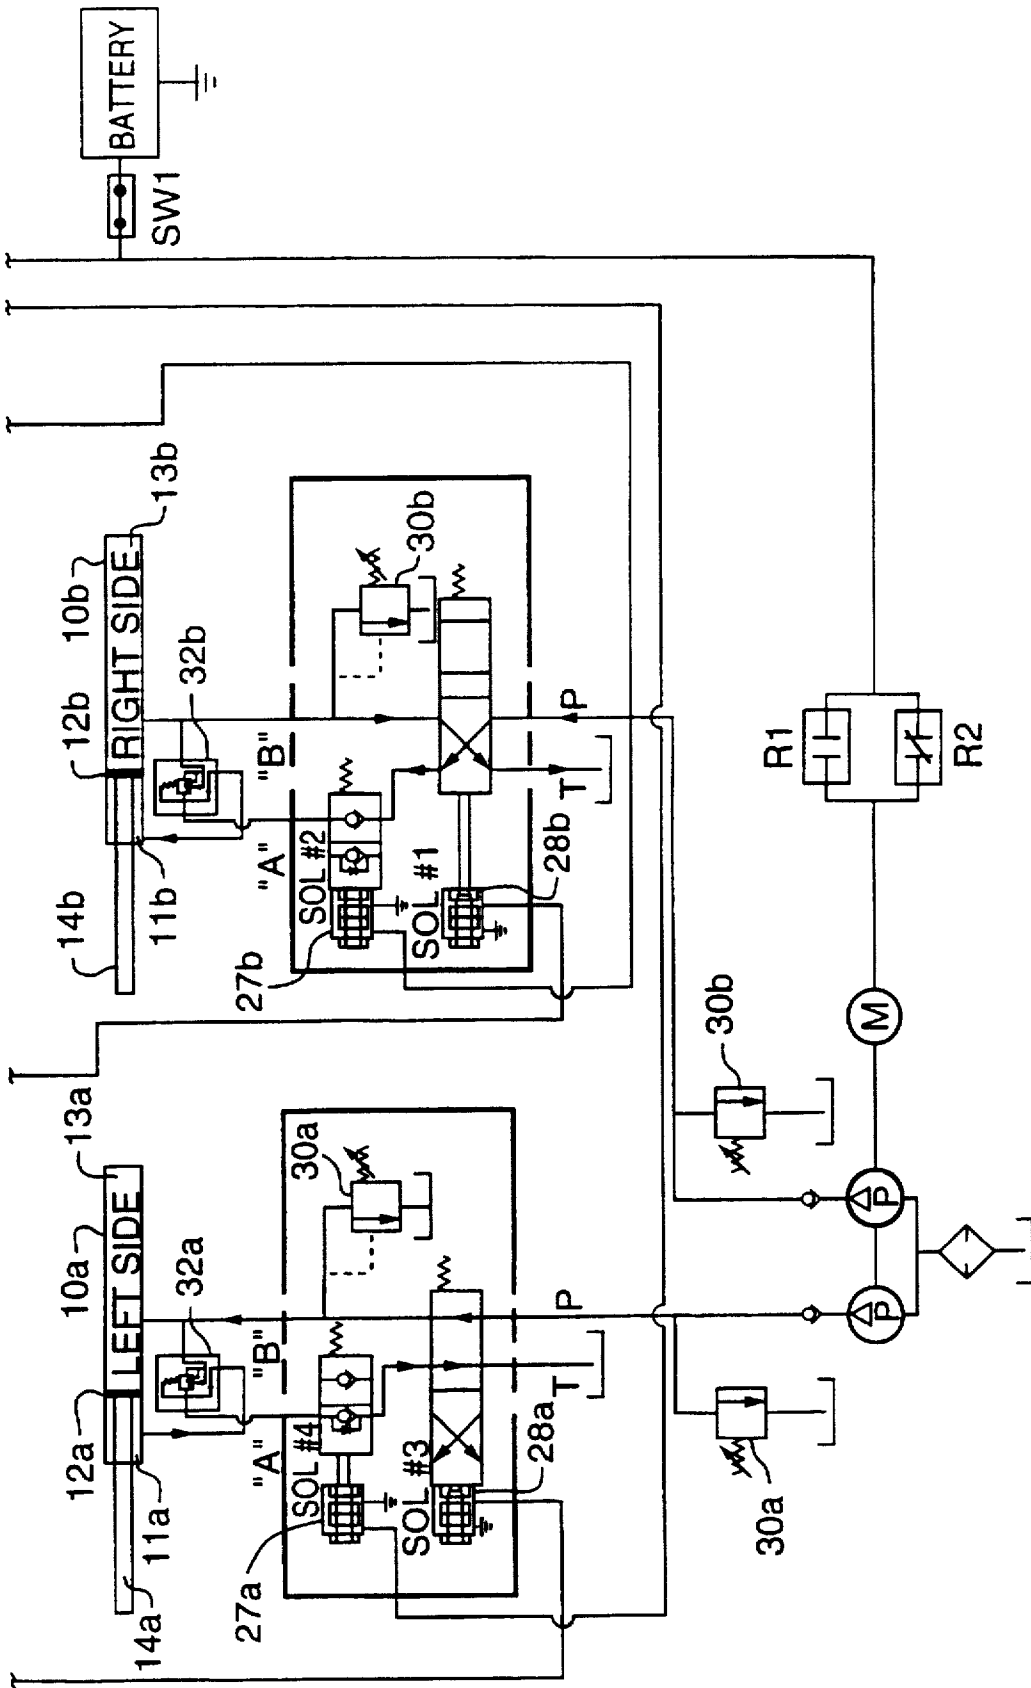 BATTERY
SW1
10b
13b
12b
RIGHT SIDE
32b
14b
11b
"A"
"B"
30b
SOL #2
27b
SOL #1
28b
T
P
R1
R2
10a
13a
12a
LEFT SIDE
32a
14a
11a
"A"
"B"
30a
SOL #4
27a
SOL #3
28a
T
P
30b
M
30a
P
P